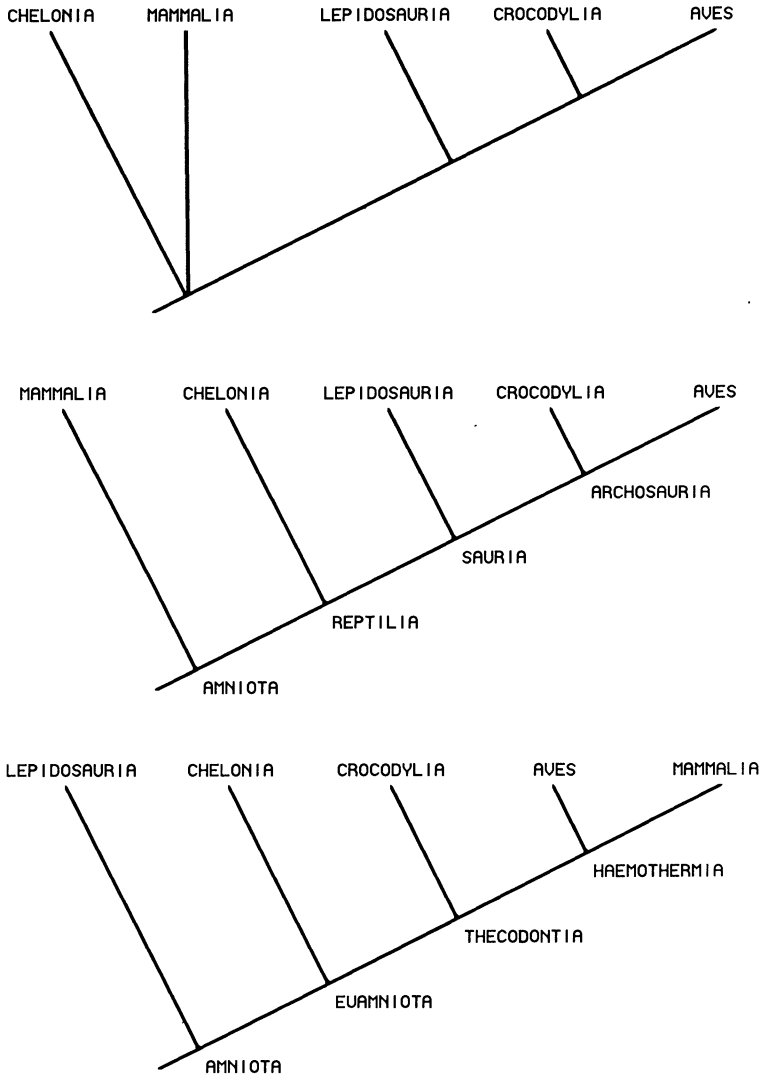 CHELONIA MAMMALIA LEPIDOSAURIA CROCODYLIA AVES
MAMMALIA CHELONIA LEPIDOSAURIA CROCODYLIA AVES
ARCHOSAURIA
SAURIA
REPTILIA
AMNIOTA
LEPIDOSAURIA CHELONIA CROCODYLIA AVES MAMMALIA
HAEMOTHERMIA
THECODONTIA
EUAMNIOTA
AMNIOTA